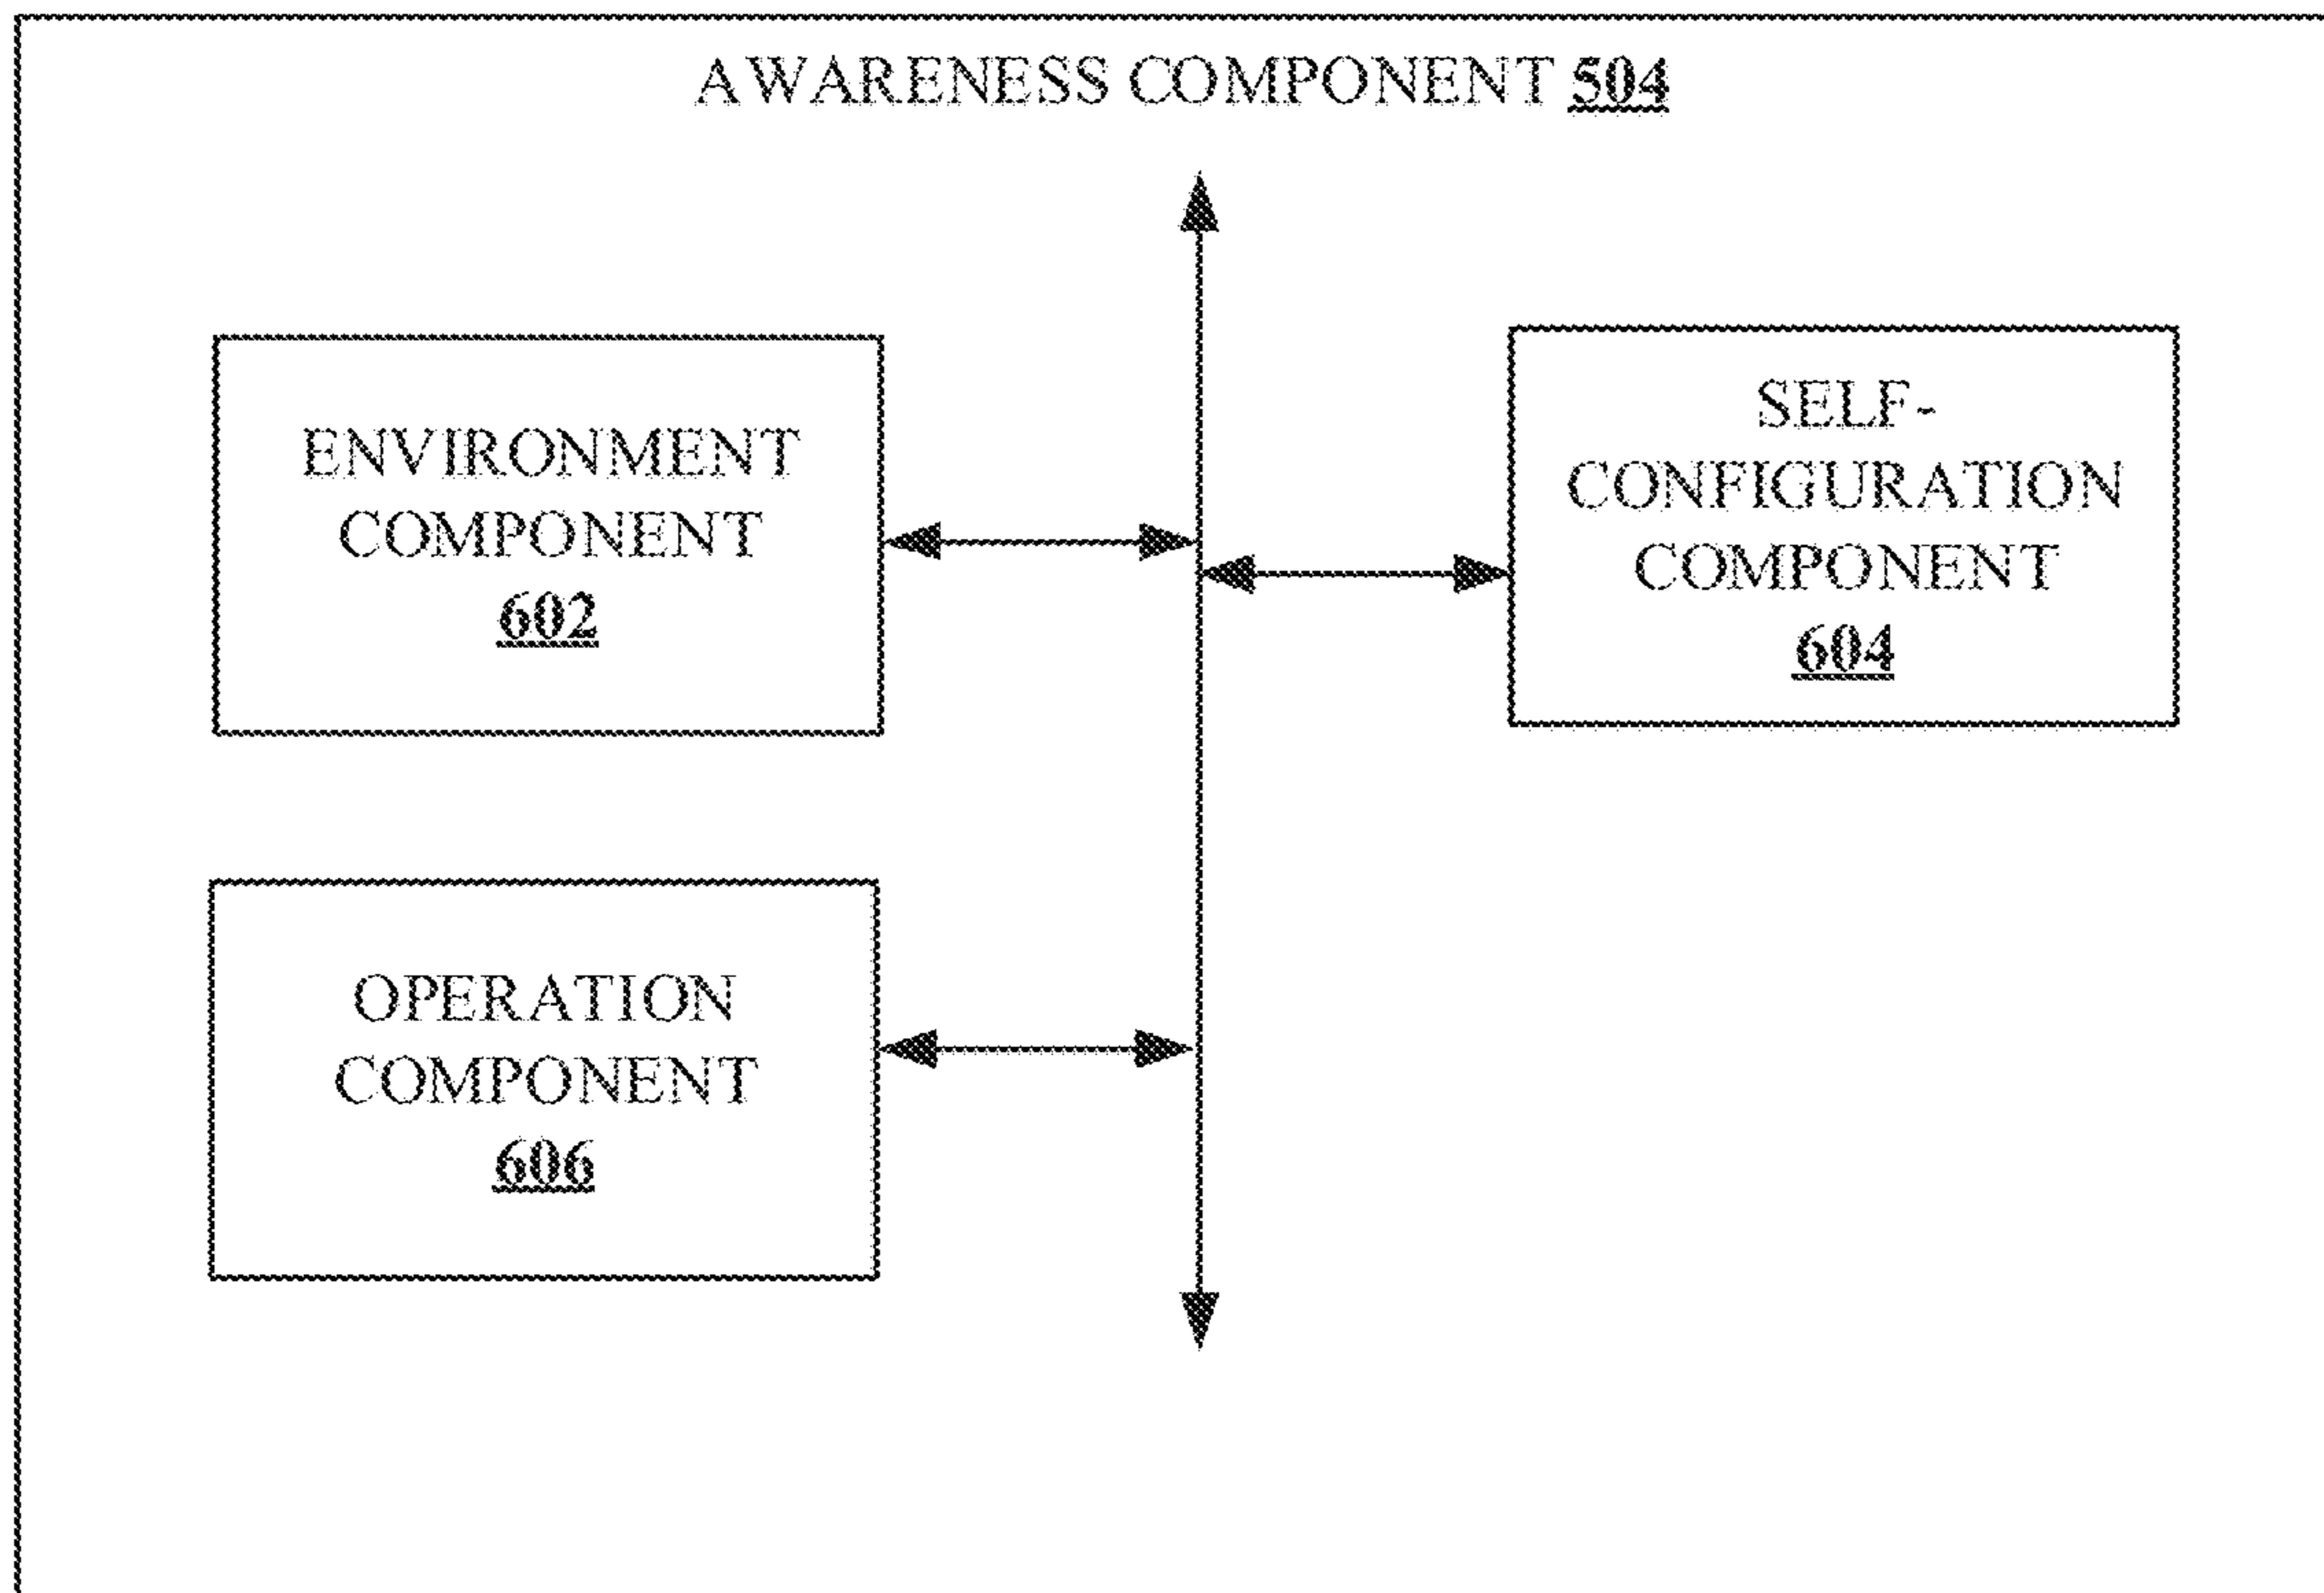 AWARENESS COMPONENT 504
ENVIRONMENT
COMPONENT
602
SELF-
CONFIGURATION
COMPONENT
604
OPERATION
COMPONENT
606